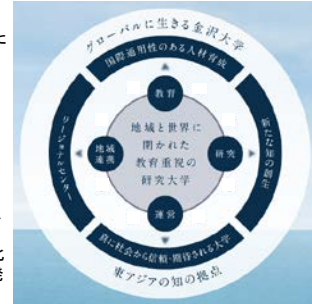 グローバルに生きる金沢大学
国際通用性のある人材育成
教育
地域と世界に
開かれた
教育重視の
研究大学
地域
連携
研究
リージョナルセンター
新たな知の創生
運営
真に社会から信頼・期待される大学
東アジアの知の拠点